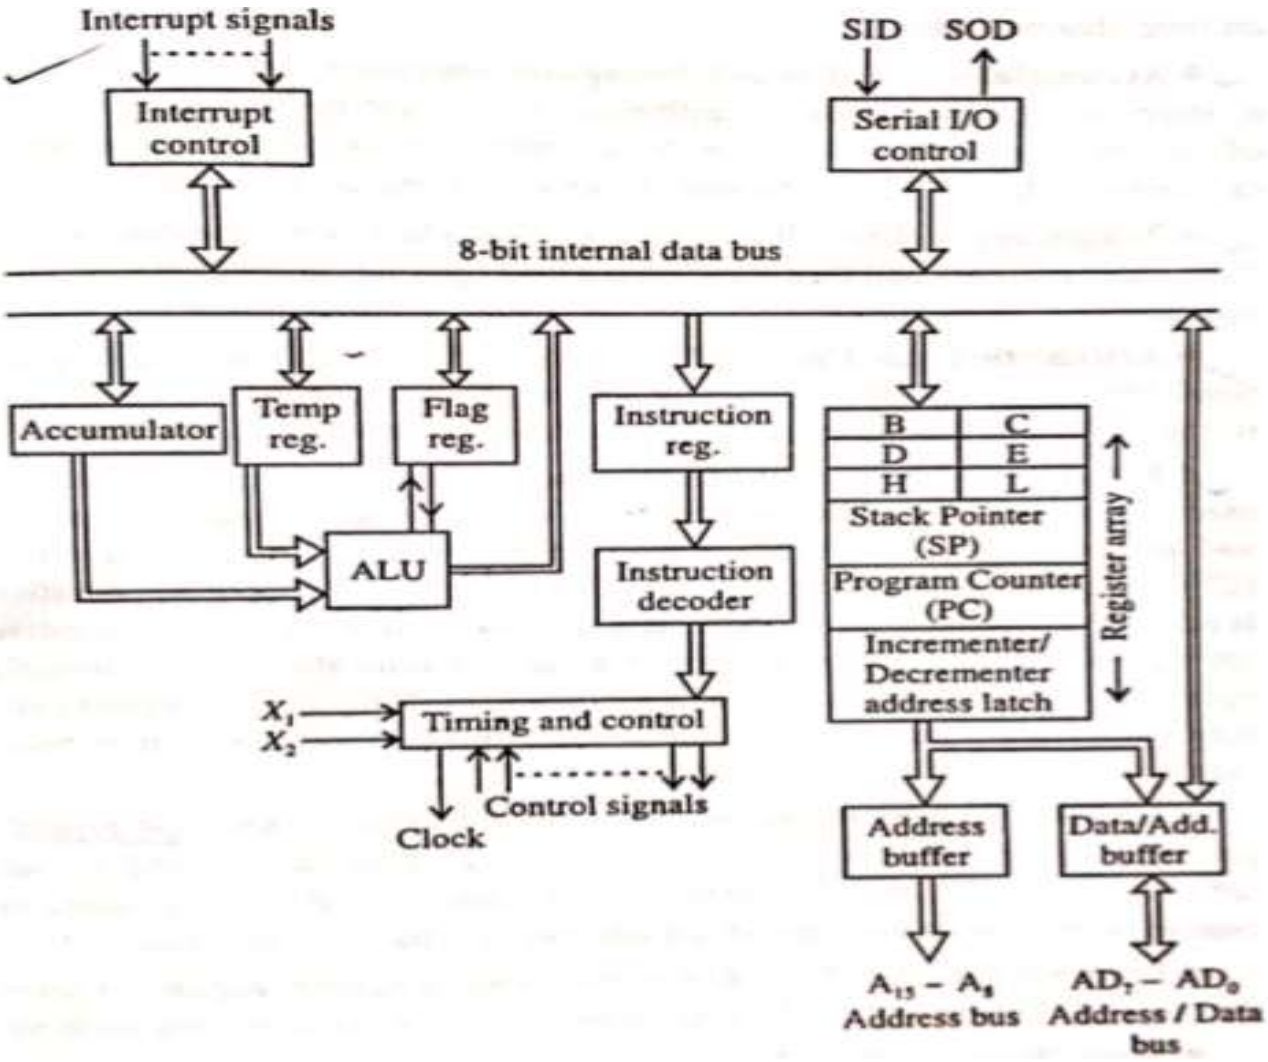 Interrupt signals
SID SOD
Interrupt
control
Serial I/O
control
8-bit internal data bus
Accumulator
Temp
reg.
Flag
reg.
Instruction
reg.
B C
D E
H L
Stack Pointer
(SP)
Program Counter
(PC)
Incrementer/
Decrementer
address latch
Register array
ALU
Instruction
decoder
X₁
X₂
Timing and control
Control signals
Clock
Address
buffer
Data/Add.
buffer
A₁₅ – A₈
Address bus
AD₇ – AD₀
Address / Data
bus